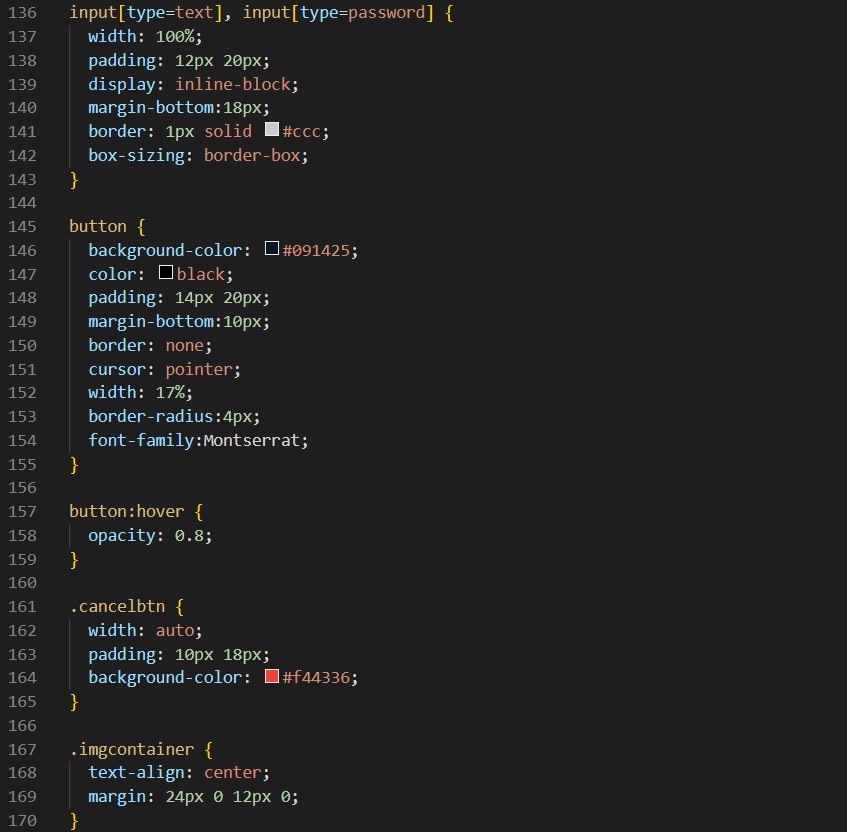 136 input[type=text], input[type=password] {
137 width: 100%;
138 padding: 12px 20px;
139 display: inline-block;
140 margin-bottom:18px;
141 border: 1px solid #ccc;
142 box-sizing: border-box;
143 }
144
145 button {
146 background-color: #091425;
147 color: black;
148 padding: 14px 20px;
149 margin-bottom:10px;
150 border: none;
151 cursor: pointer;
152 width: 17%;
153 border-radius:4px;
154 font-family:Montserrat;
155 }
156
157 button:hover {
158 opacity: 0.8;
159 }
160
161 .cancelbtn {
162 width: auto;
163 padding: 10px 18px;
164 background-color: #f44336;
165 }
166
167 .imgcontainer {
168 text-align: center;
169 margin: 24px 0 12px 0;
170 }